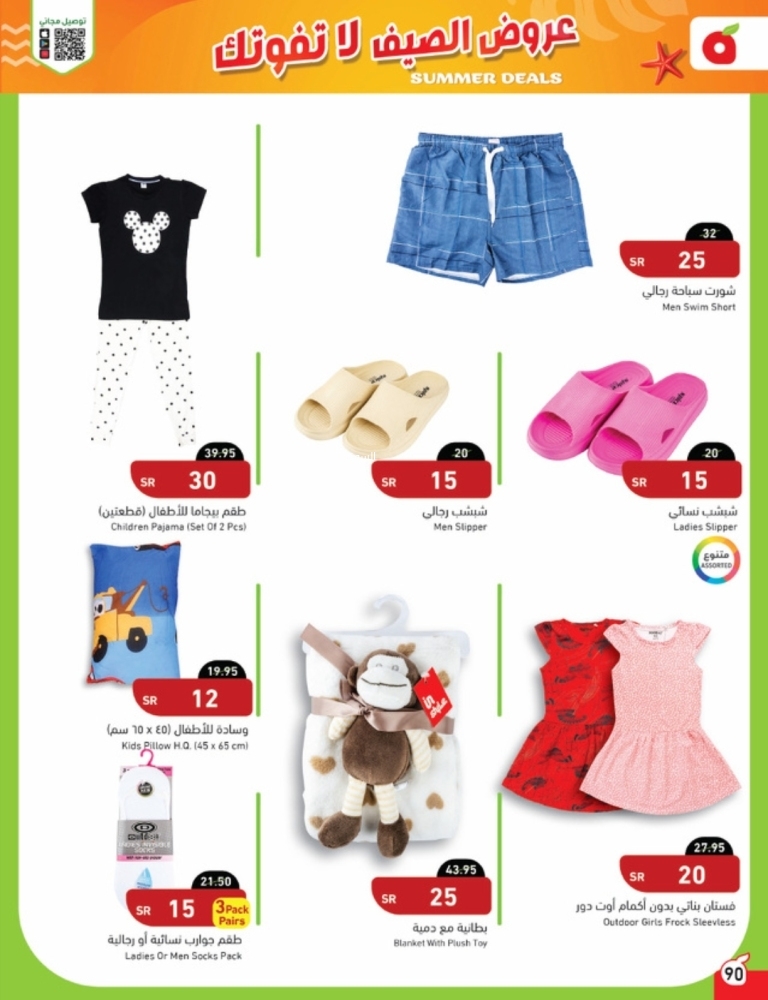 توصيل مجاني
عروض الصيف لا تفوتك
SUMMER DEALS
32
SR 25
شورت سباحة رجالي
Men Swim Short
39.95
SR 30
طقم بيجاما للأطفال (قطعتين)
Children Pajama (Set Of 2 Pcs)
20
SR 15
شبشب رجالي
Men Slipper
20
SR 15
شبشب نسائي
Ladies Slipper
متنوع
ASSORTED
19.95
SR 12
وسادة للأطفال (٤٥ x ٦٥ سم)
Kids Pillow H.Q. (45 x 65 cm)
in style
LADIES INVISIBLE
SOCKS
21.50
SR 15
3 Pack
Pairs
طقم جوارب نسائية أو رجالية
Ladies Or Men Socks Pack
43.95
SR 25
بطانية مع دمية
Blanket With Plush Toy
27.95
SR 20
فستان بناتي بدون أكمام أوت دور
Outdoor Girls Frock Sleevless
90